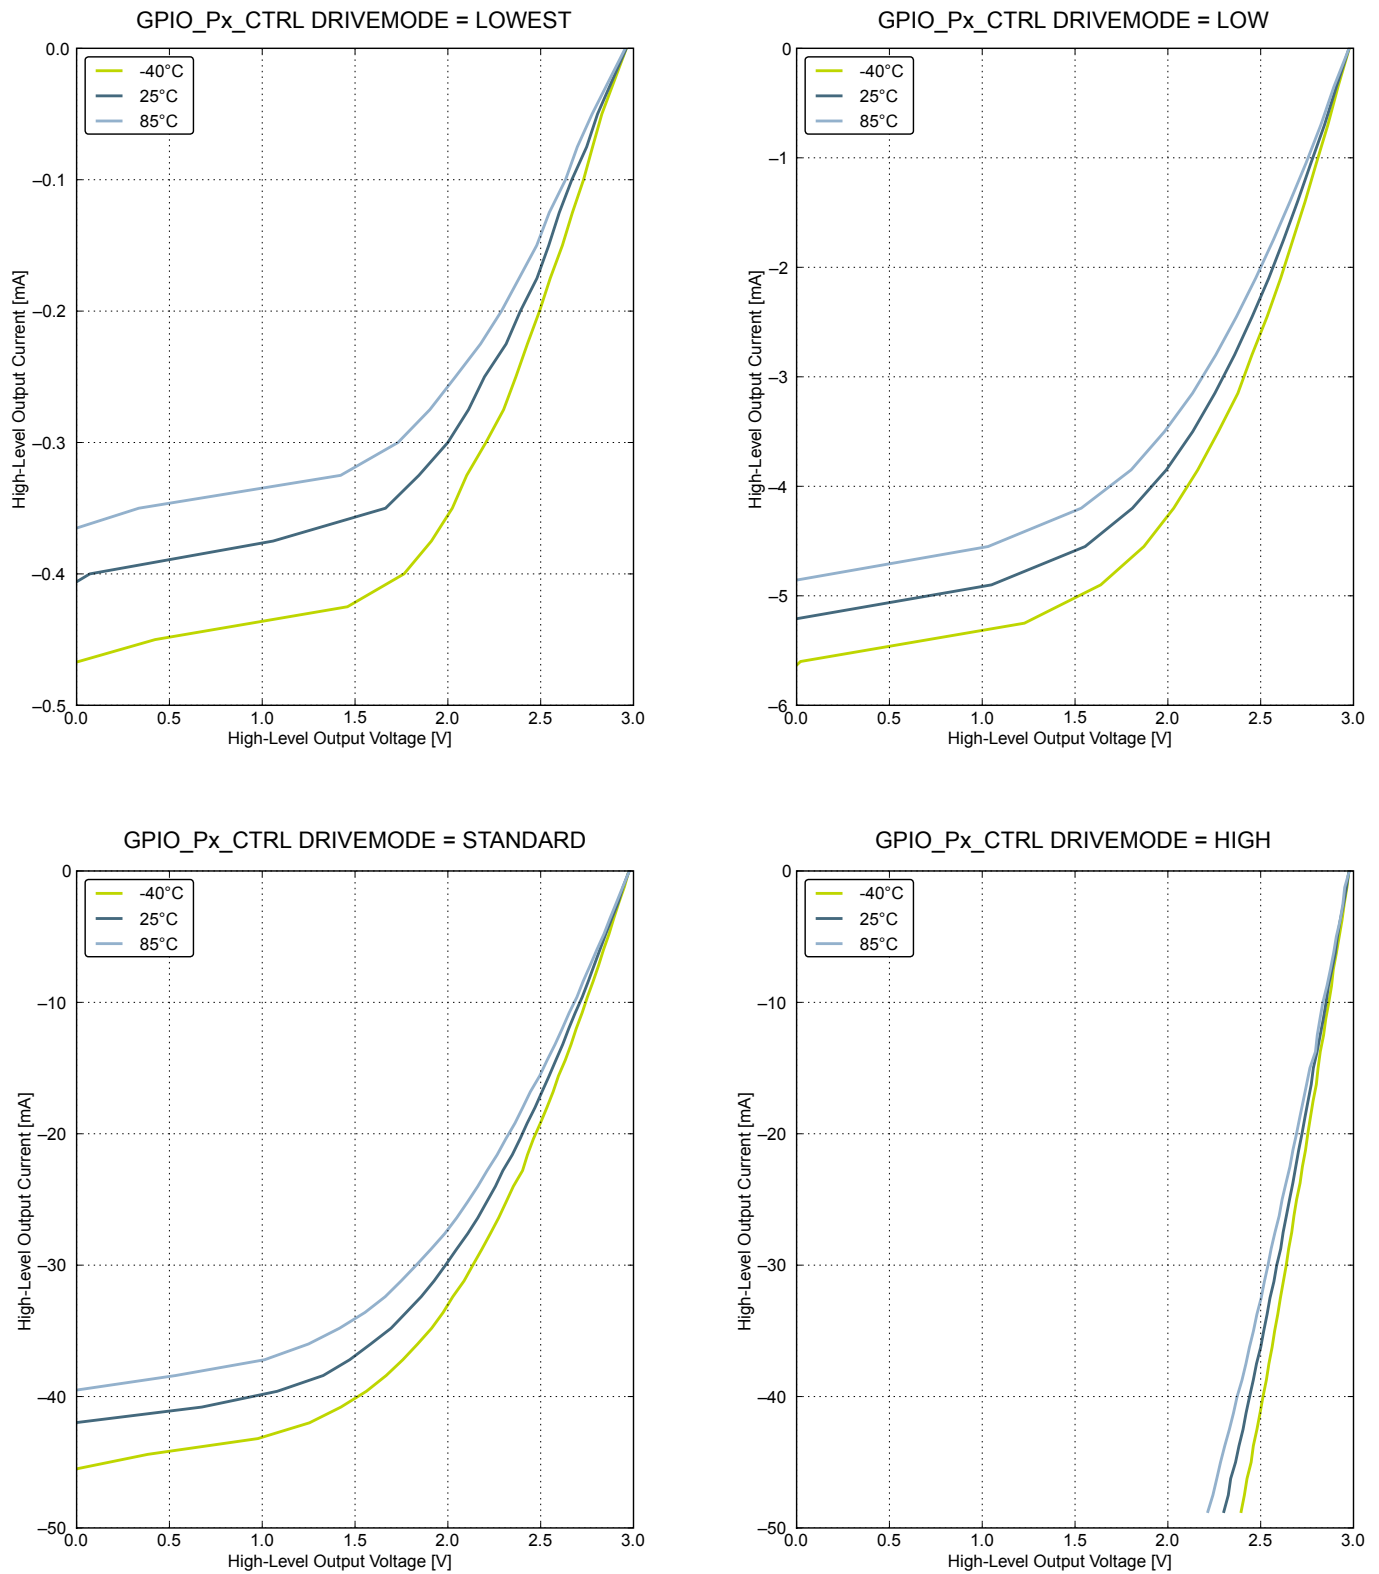 GPIO_Px_CTRL DRIVEMODE = LOWEST
0.0
–0.1
–0.2
–0.3
–0.4
–0.5
High-Level Output Current [mA]
-40°C
25°C
85°C
0.0 0.5 1.0 1.5 2.0 2.5 3.0
High-Level Output Voltage [V]
GPIO_Px_CTRL DRIVEMODE = LOW
0
–1
–2
–3
–4
–5
–6
High-Level Output Current [mA]
-40°C
25°C
85°C
0.0 0.5 1.0 1.5 2.0 2.5 3.0
High-Level Output Voltage [V]
GPIO_Px_CTRL DRIVEMODE = STANDARD
0
–10
–20
–30
–40
–50
High-Level Output Current [mA]
-40°C
25°C
85°C
0.0 0.5 1.0 1.5 2.0 2.5 3.0
High-Level Output Voltage [V]
GPIO_Px_CTRL DRIVEMODE = HIGH
0
–10
–20
–30
–40
–50
High-Level Output Current [mA]
-40°C
25°C
85°C
0.0 0.5 1.0 1.5 2.0 2.5 3.0
High-Level Output Voltage [V]